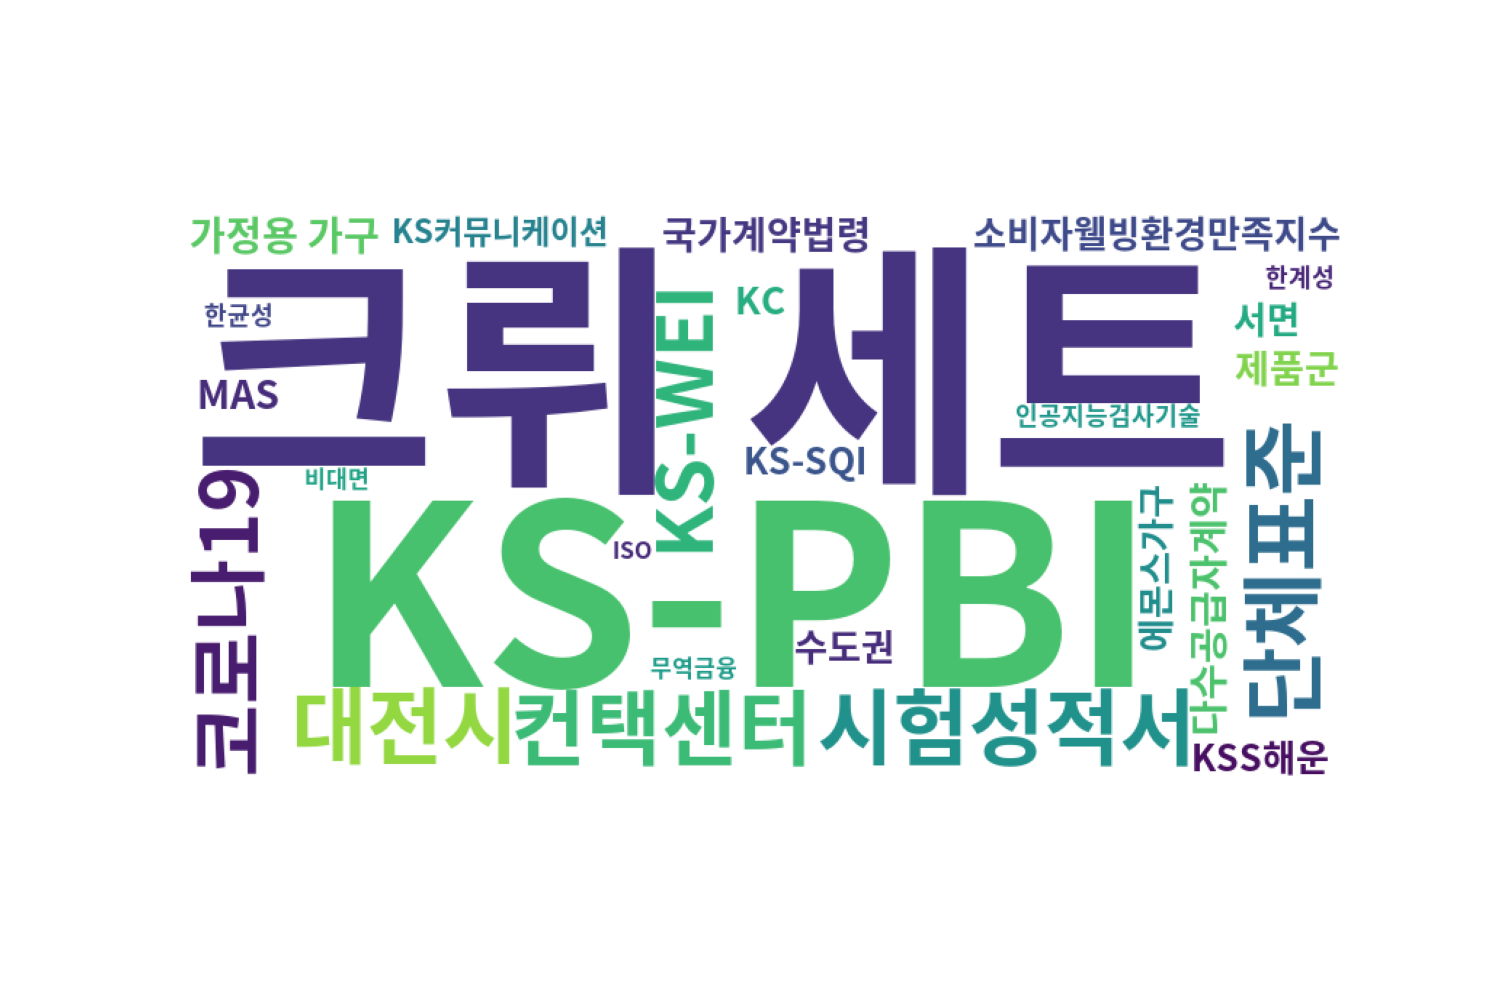 가정용 가구
KS커뮤니케이션
국가계약법령
소비자웰빙환경만족지수
크뤼세트
한계성
한균성
KC
서면
제품군
MAS
KS-WEI
인공지능검사기술
KS-SQI
비대면
코로나19
KS-PBI
ISO
에몬스가구
다수공급자계약
단체표준
수도권
무역금융
대전시
컨택센터
시험성적서
KSS해운